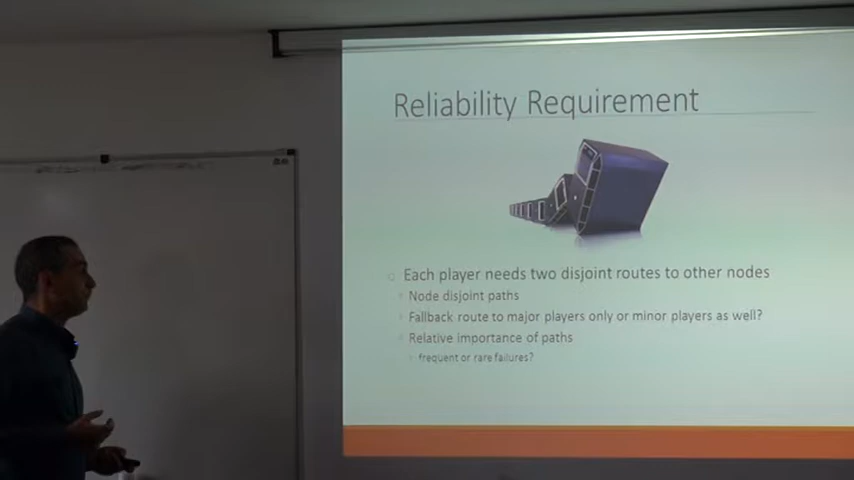 Reliability Requirement
Each player needs two disjoint routes to other nodes
Node disjoint paths
Fallback route to major players only or minor players as well?
Relative importance of paths
frequent or rare failures?